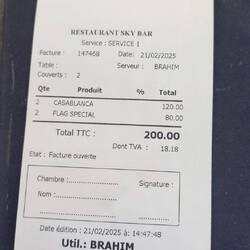 RESTAURANT SKY BAR
Service : SERVICE 1
Facture : 147468 Date: 21/02/2025
Table : Serveur : BRAHIM
Couverts : 2
Qte Produit % Total
2 CASABLANCA 120.00
2 FLAG SPECIAL 80.00
Total TTC : 200.00
Dont TVA : 18.18
Etat : Facture ouverte
Chambre : Signature :
Nom :
Date édition : 21/02/2025 à 14:47:48
Util.: BRAHIM